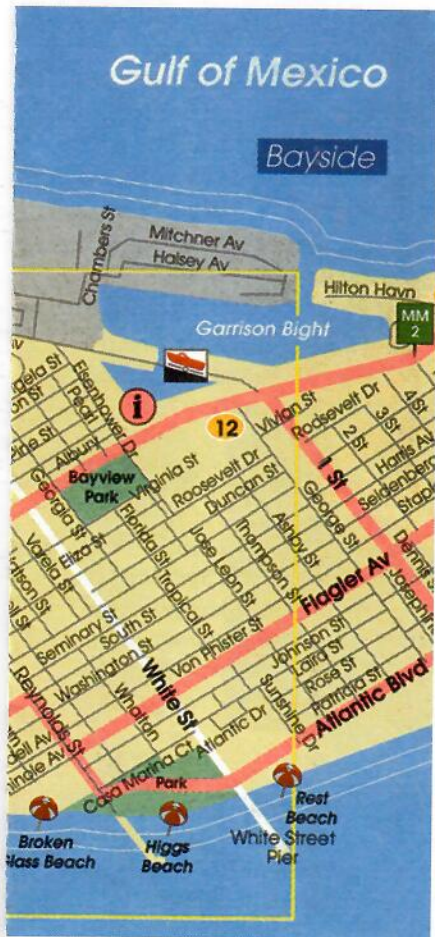 Gulf of Mexico
Bayside
Chambers St
Mitchner Av
Halsey Av
Hilton Havn
MM
2
Garrison Bight
i
12
Eisenhower Dr
Pearl
Albury
Bayview
Park
Virginia St
Roosevelt Dr
Duncan St
Vivian St
Rodsevelt Dr
1 St
2 St
3 St
4 St
Harris Av
Seidenberg
Stapl
George St
Ashby St
Thompson St
Jose Leon St
Tropical St
Florida St
Georgia St
Eliza St
Varela St
Flagler Av
Dennis St
Josephin
Seminary St
South St
Washington St
Von Phister St
White St
Whalton
Reynolds St
Johnson St
Laird St
Rose St
Patricia St
Sunshine Dr
Atlantic Blvd
Atlantic Dr
Casa Marina Ct
Park
Rest
Beach
White Street
Pier
Higgs
Beach
Broken
Glass Beach